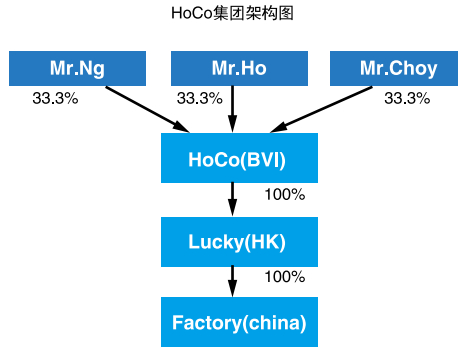 HoCo集团架构图
Mr.Ng
Mr.Ho
Mr.Choy
33.3%
33.3%
33.3%
HoCo(BVI)
100%
Lucky(HK)
100%
Factory(china)